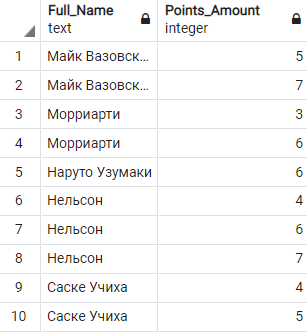 Full_Name Points_Amount
text integer
1 Майк Вазовск... 5
2 Майк Вазовск... 7
3 Морриарти 3
4 Морриарти 6
5 Наруто Узумаки 6
6 Нельсон 4
7 Нельсон 6
8 Нельсон 7
9 Саске Учиха 4
10 Саске Учиха 5